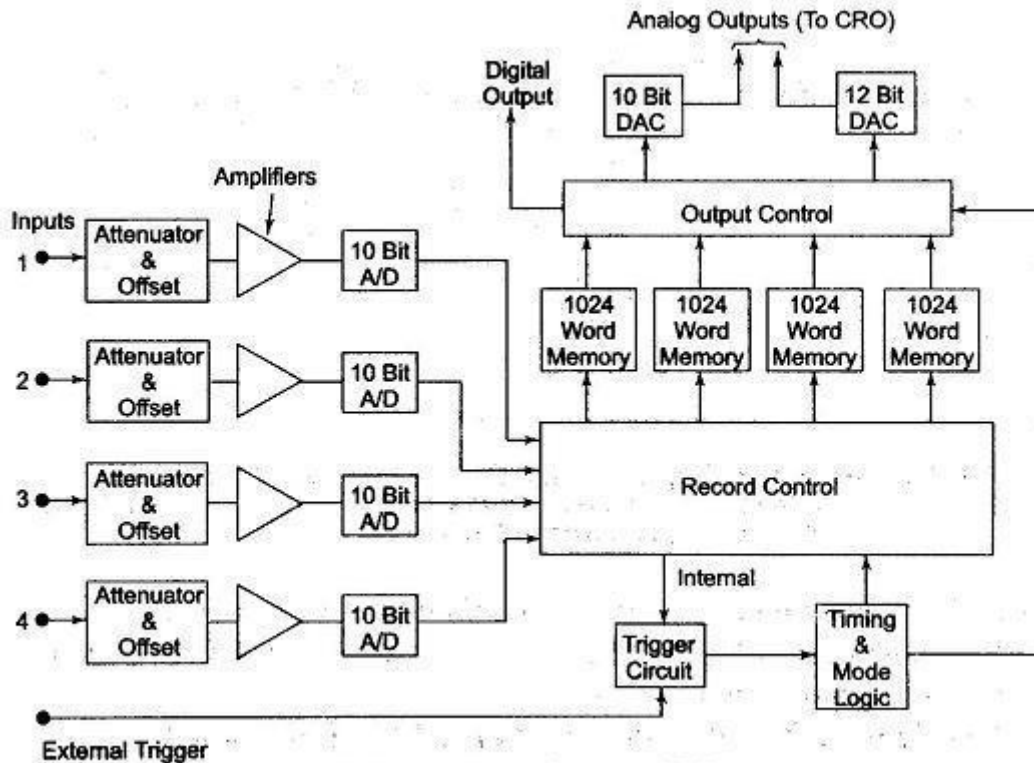 Analog Outputs (To CRO)
Digital
Output
10 Bit
DAC
12 Bit
DAC
Amplifiers
Output Control
Inputs
1
Attenuator
&
Offset
10 Bit
A/D
1024
Word
Memory
1024
Word
Memory
1024
Word
Memory
1024
Word
Memory
2
Attenuator
&
Offset
10 Bit
A/D
3
Attenuator
&
Offset
10 Bit
A/D
Record Control
4
Attenuator
&
Offset
10 Bit
A/D
Internal
Trigger
Circuit
Timing
&
Mode
Logic
External Trigger